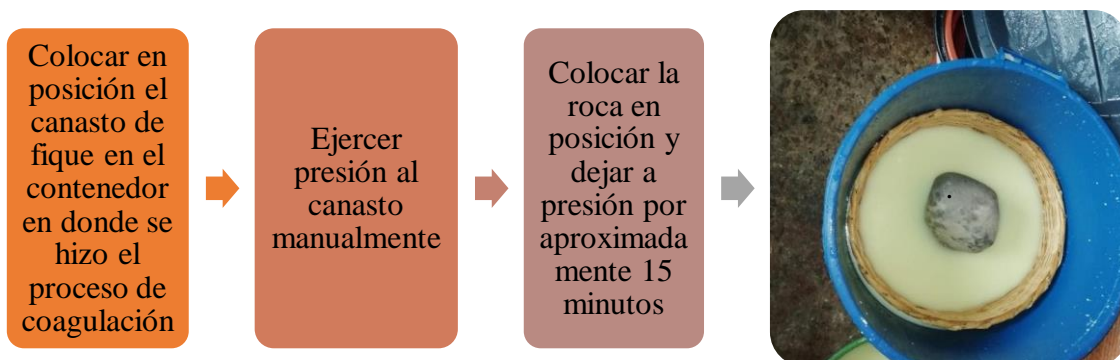 Colocar en
posición el
canasto de
fique en el
contenedor
en donde se
hizo el
proceso de
coagulación
Ejercer
presión al
canasto
manualmente
Colocar la
roca en
posición y
dejar a
presión por
aproximada
mente 15
minutos